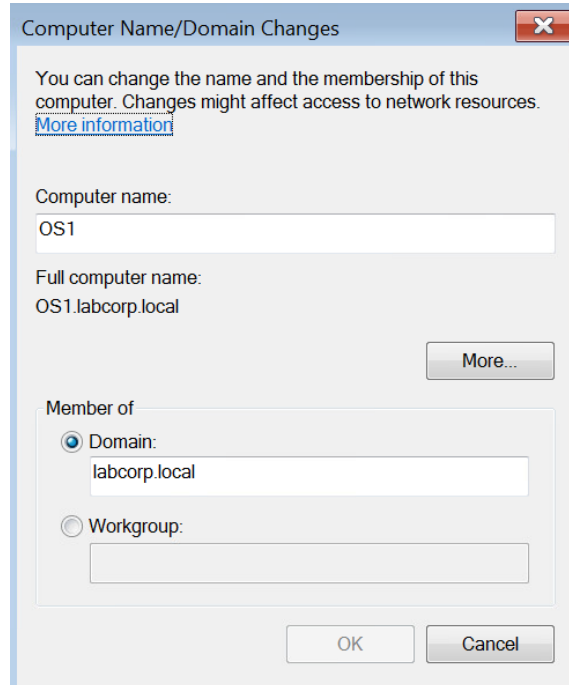 Computer Name/Domain Changes
You can change the name and the membership of this
computer. Changes might affect access to network resources.
More information
Computer name:
OS1
Full computer name:
OS1.labcorp.local
More...
Member of
Domain:
labcorp.local
Workgroup:
OK
Cancel